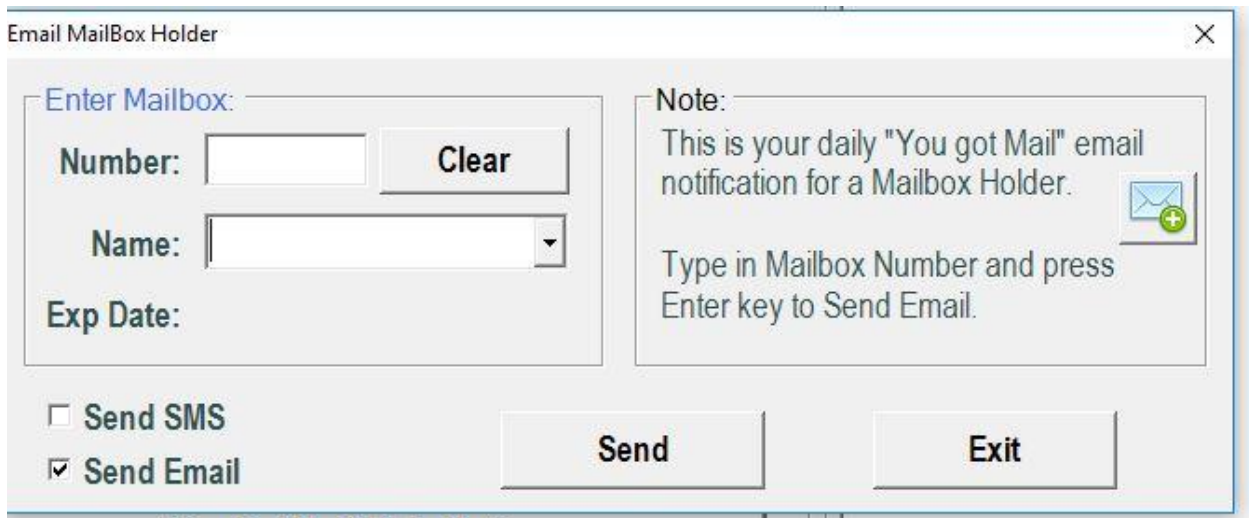 Email MailBox Holder
Enter Mailbox:
Number:
Clear
Name:
Exp Date:
Note:
This is your daily "You got Mail" email
notification for a Mailbox Holder.
Type in Mailbox Number and press
Enter key to Send Email.
Send SMS
Send Email
Send
Exit